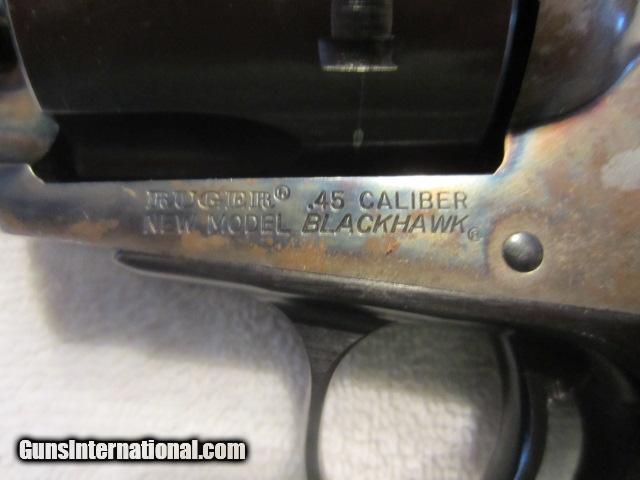 RUGER® .45 CALIBER
NEW MODEL BLACKHAWK®
GunsInternational.com